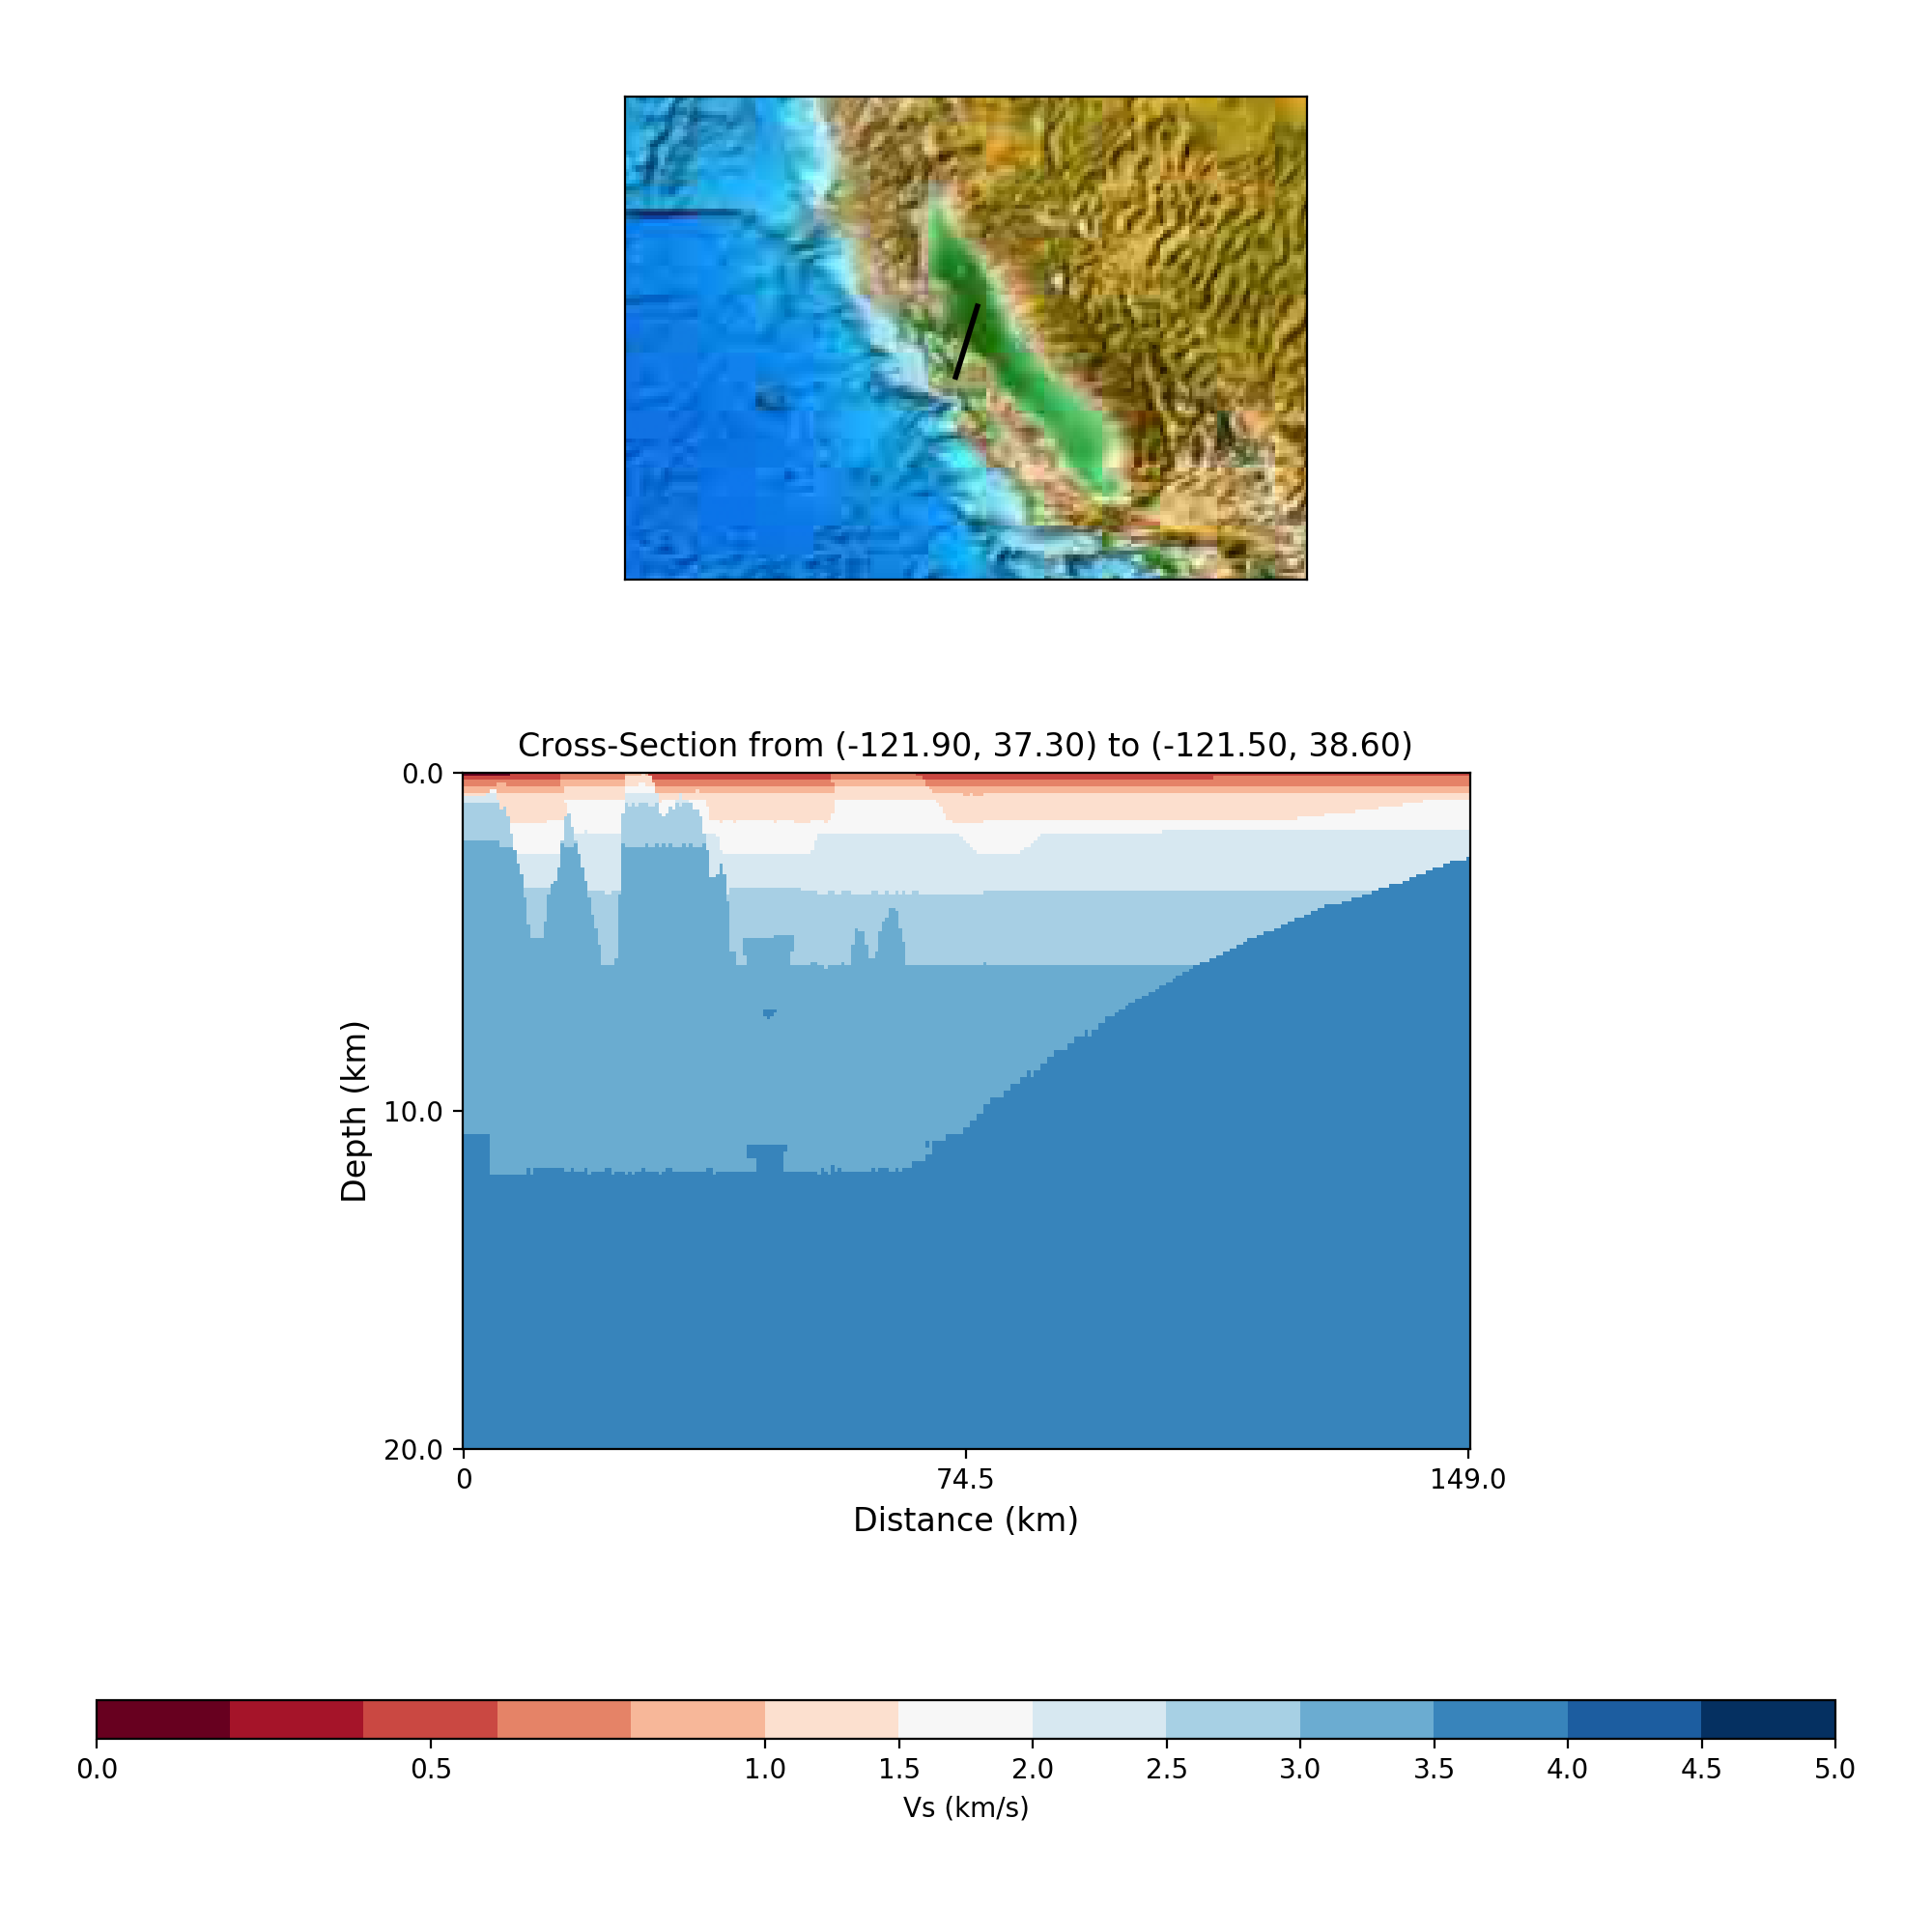 Cross-Section from (-121.90, 37.30) to (-121.50, 38.60)
0.0
10.0
20.0
Depth (km)
0 74.5 149.0
Distance (km)
0.0 0.5 1.0 1.5 2.0 2.5 3.0 3.5 4.0 4.5 5.0
Vs (km/s)